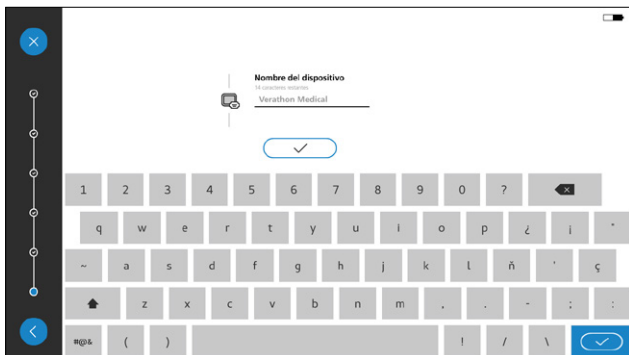 Nombre del dispositivo
14 caracteres restantes
Verathon Medical
1 2 3 4 5 6 7 8 9 0 ?
q w e r t y u i o p ¿ ¡ "
~ a s d f g h j k l ñ ' ç
z x c v b n m , . - ; :
#@& ( ) ! / \